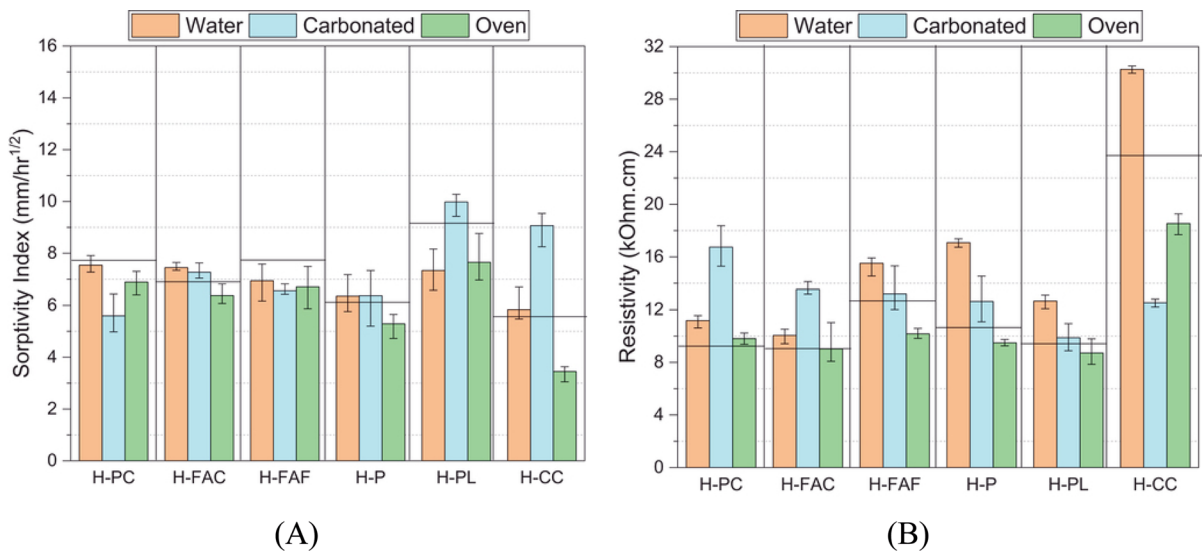 Water Carbonated Oven
16
14
12
10
8
6
4
2
0
Sorptivity Index (mm/hr1/2)
H-PC H-FAC H-FAF H-P H-PL H-CC
(A)
Water Carbonated Oven
32
28
24
20
16
12
8
4
0
Resistivity (kOhm.cm)
H-PC H-FAC H-FAF H-P H-PL H-CC
(B)